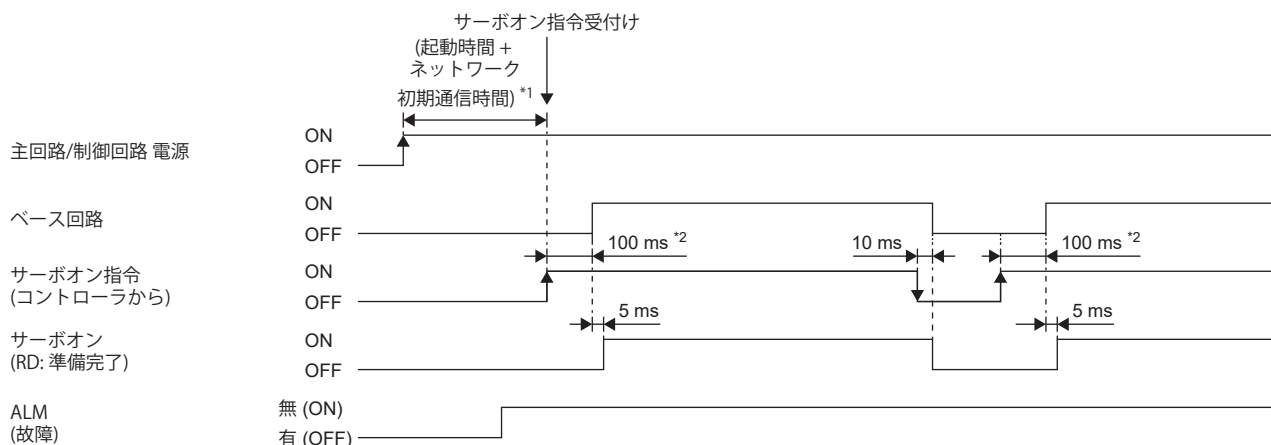 サーボオン指令受付け
(起動時間 +
ネットワーク
初期通信時間) *1
主回路/制御回路 電源
ON
OFF
ベース回路
ON
OFF
100 ms *2
10 ms
100 ms *2
サーボオン指令
(コントローラから)
ON
OFF
5 ms
5 ms
サーボオン
(RD: 準備完了)
ON
OFF
ALM
(故障)
無 (ON)
有 (OFF)